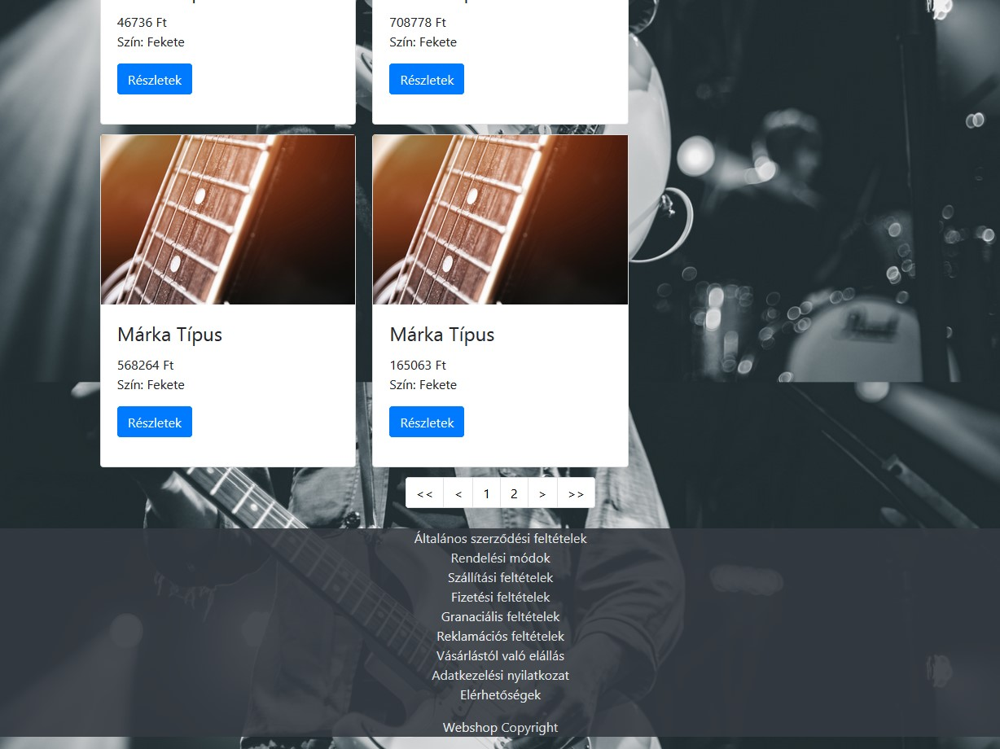 46736 Ft
Szín: Fekete
Részletek
708778 Ft
Szín: Fekete
Részletek
Márka Típus
568264 Ft
Szín: Fekete
Részletek
Márka Típus
165063 Ft
Szín: Fekete
Részletek
<< < 1 2 > >>
Általános szerződési feltételek
Rendelési módok
Szállítási feltételek
Fizetési feltételek
Granaciális feltételek
Reklamációs feltételek
Vásárlástól való elállás
Adatkezelési nyilatkozat
Elérhetőségek
Webshop Copyright